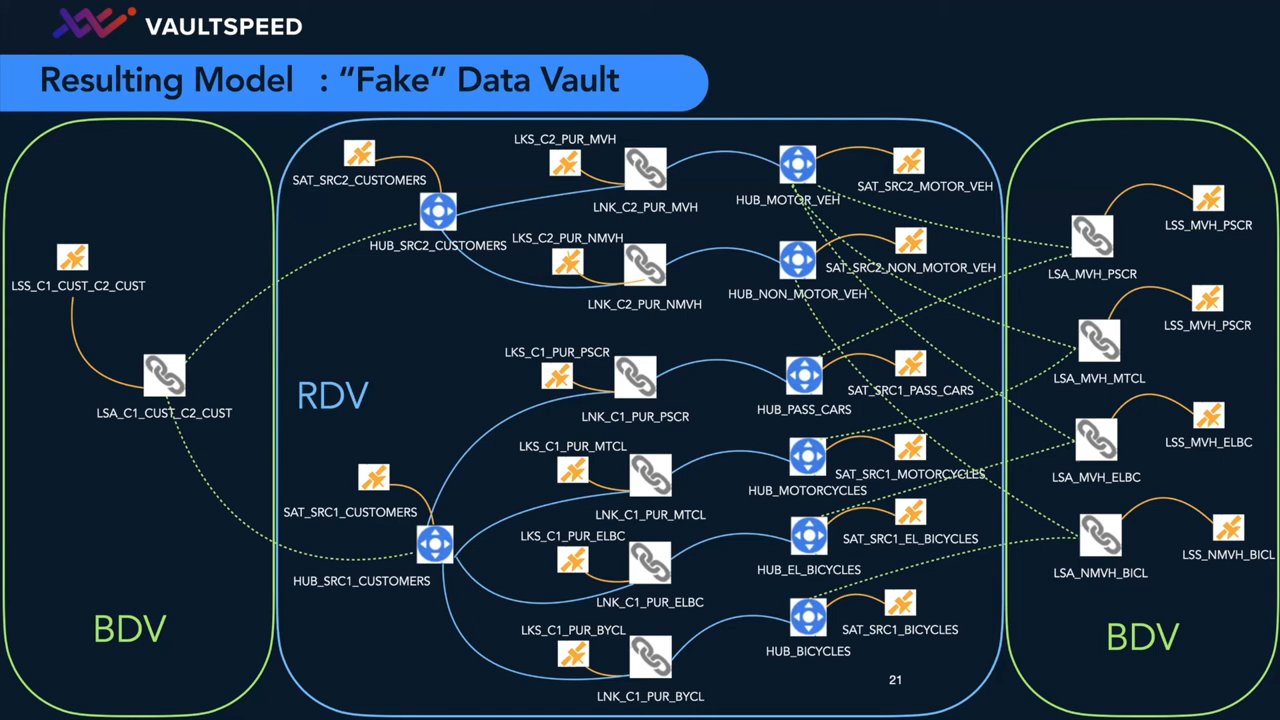 VAULTSPEED
Resulting Model : “Fake” Data Vault
LSS_C1_CUST_C2_CUST
LSA_C1_CUST_C2_CUST
BDV
SAT_SRC2_CUSTOMERS
HUB_SRC2_CUSTOMERS
LKS_C2_PUR_MVH
LNK_C2_PUR_MVH
HUB_MOTOR_VEH
SAT_SRC2_MOTOR_VEH
LKS_C2_PUR_NMVH
LNK_C2_PUR_NMVH
HUB_NON_MOTOR_VEH
SAT_SRC2_NON_MOTOR_VEH
RDV
LKS_C1_PUR_PSCR
LNK_C1_PUR_PSCR
HUB_PASS_CARS
SAT_SRC1_PASS_CARS
LKS_C1_PUR_MTCL
LNK_C1_PUR_MTCL
HUB_MOTORCYCLES
SAT_SRC1_MOTORCYCLES
SAT_SRC1_CUSTOMERS
HUB_SRC1_CUSTOMERS
LKS_C1_PUR_ELBC
LNK_C1_PUR_ELBC
HUB_EL_BICYCLES
SAT_SRC1_EL_BICYCLES
LKS_C1_PUR_BYCL
LNK_C1_PUR_BYCL
HUB_BICYCLES
SAT_SRC1_BICYCLES
21
LSS_MVH_PSCR
LSA_MVH_PSCR
LSS_MVH_PSCR
LSA_MVH_MTCL
LSS_MVH_ELBC
LSA_MVH_ELBC
LSS_NMVH_BICL
LSA_NMVH_BICL
BDV